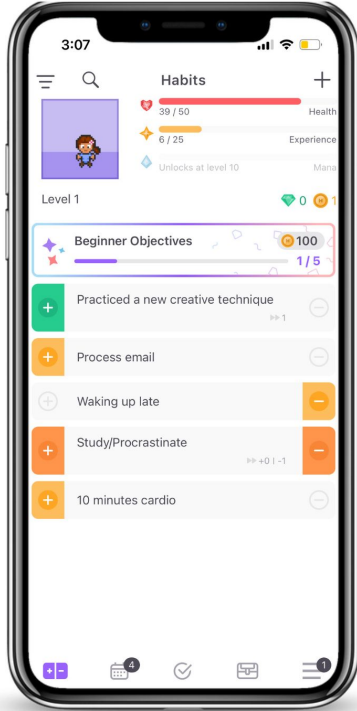 3:07
Habits
39 / 50 Health
6 / 25 Experience
Unlocks at level 10 Mana
Level 1 0 1
Beginner Objectives 100
1 / 5
Practiced a new creative technique
1
Process email
Waking up late
Study/Procrastinate
+0 | -1
10 minutes cardio
4
1